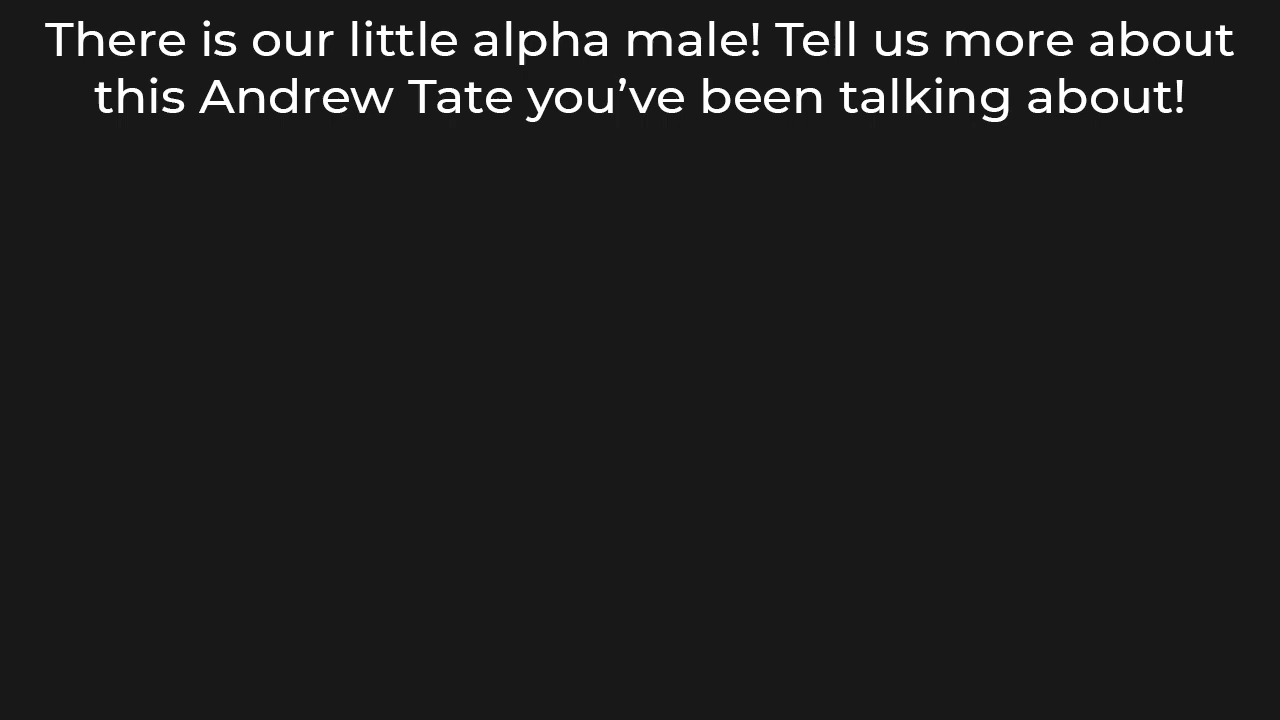 There is our little alpha male! Tell us more about
this Andrew Tate you’ve been talking about!